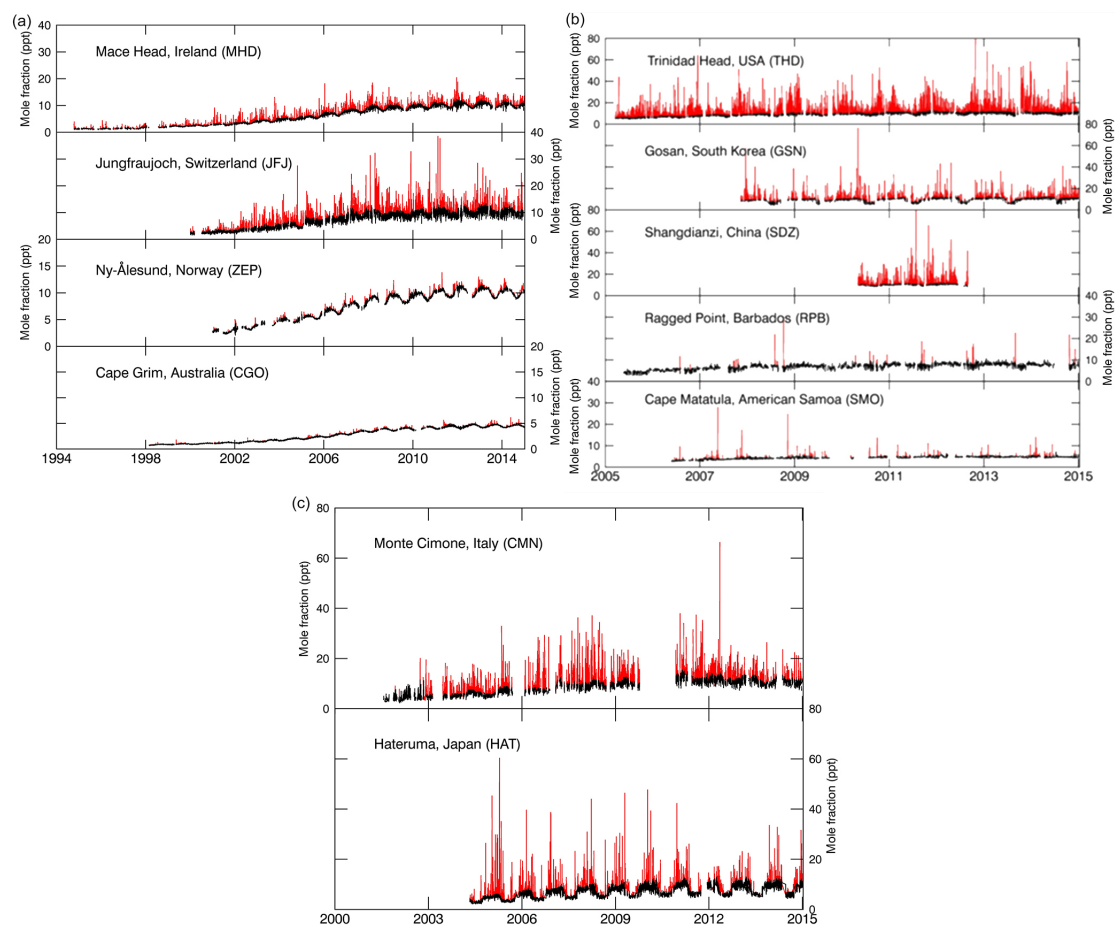 (a)
40
30
20
10
0
Mole fraction (ppt)
Mace Head, Ireland (MHD)
40
30
20
10
0
Mole fraction (ppt)
Jungfraujoch, Switzerland (JFJ)
20
15
10
5
0
Mole fraction (ppt)
Ny-Ålesund, Norway (ZEP)
20
15
10
5
0
Mole fraction (ppt)
Cape Grim, Australia (CGO)
1994 1998 2002 2006 2010 2014
(b)
80
60
40
20
0
Mole fraction (ppt)
Trinidad Head, USA (THD)
80
60
40
20
0
Mole fraction (ppt)
Gosan, South Korea (GSN)
80
60
40
20
0
Mole fraction (ppt)
Shangdianzi, China (SDZ)
40
30
20
10
0
Mole fraction (ppt)
Ragged Point, Barbados (RPB)
40
30
20
10
0
Mole fraction (ppt)
Cape Matatula, American Samoa (SMO)
2005 2007 2009 2011 2013 2015
(c)
80
60
40
20
0
Mole fraction (ppt)
Monte Cimone, Italy (CMN)
80
60
40
20
0
Mole fraction (ppt)
Hateruma, Japan (HAT)
2000 2003 2006 2009 2012 2015